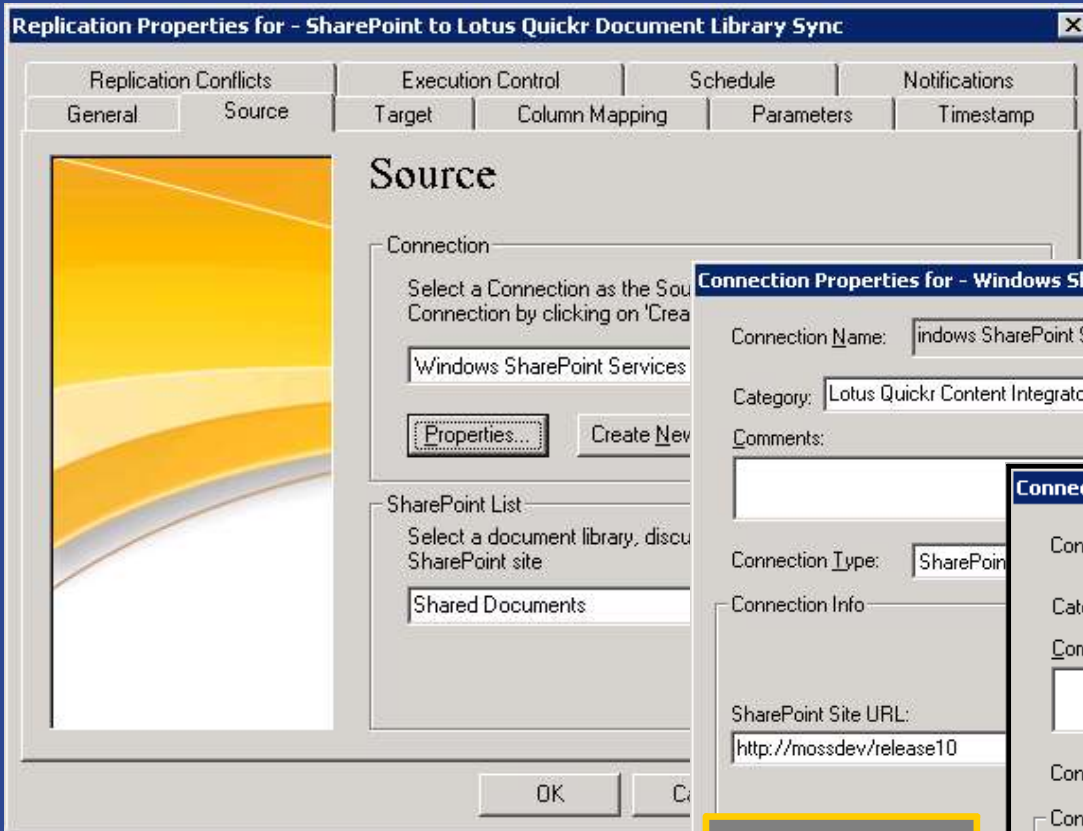 Replication Properties for - SharePoint to Lotus Quickr Document Library Sync
Replication Conflicts
Execution Control
Schedule
Notifications
General
Source
Target
Column Mapping
Parameters
Timestamp
Source
Connection
Select a Connection as the Sou
Connection by clicking on 'Crea
Windows SharePoint Services
Properties...
Create New
SharePoint List
Select a document library, discu
SharePoint site
Shared Documents
OK
Connection Properties for - Windows
Connection Name:
indows SharePoint
Category:
Lotus Quickr Content Integrato
Comments:
Connection Type:
SharePoin
Connection Info
SharePoint Site URL:
http://mossdev/release10
Connec
Con
Cat
Con
Con